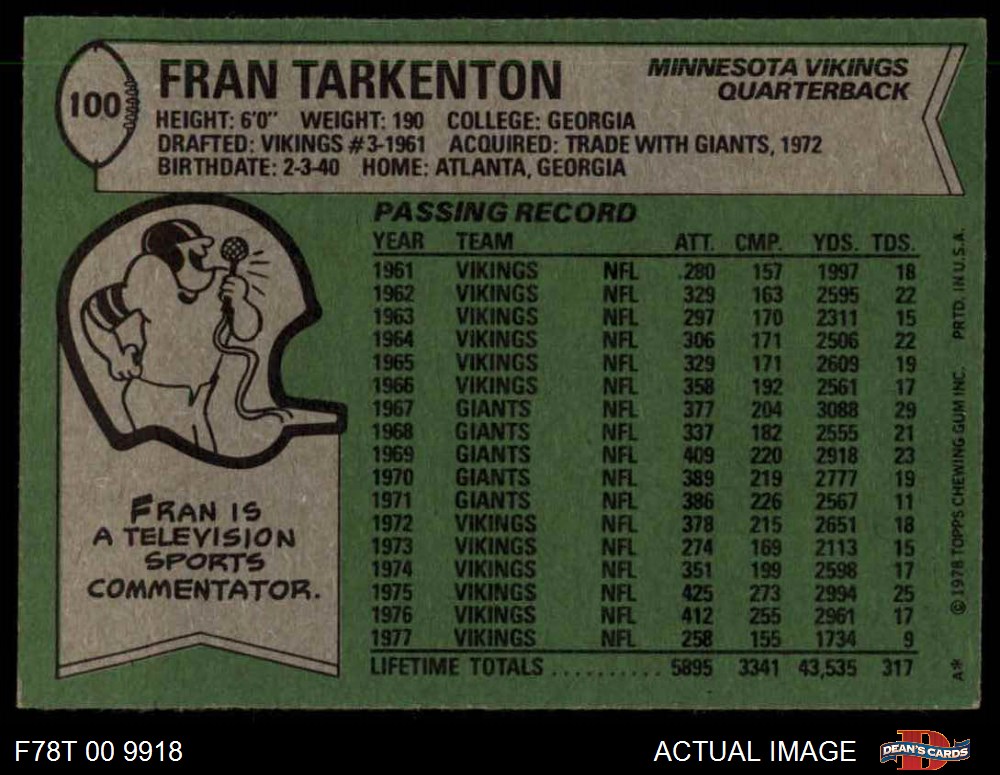 100
FRAN TARKENTON
MINNESOTA VIKINGS
QUARTERBACK
HEIGHT: 6'0" WEIGHT: 190 COLLEGE: GEORGIA
DRAFTED: VIKINGS #3-1961 ACQUIRED: TRADE WITH GIANTS, 1972
BIRTHDATE: 2-3-40 HOME: ATLANTA, GEORGIA
PASSING RECORD
YEAR TEAM ATT. CMP. YDS. TDS.
1961 VIKINGS NFL 280 157 1997 18
1962 VIKINGS NFL 329 163 2595 22
1963 VIKINGS NFL 297 170 2311 15
1964 VIKINGS NFL 306 171 2506 22
1965 VIKINGS NFL 329 171 2609 19
1966 VIKINGS NFL 358 192 2561 17
1967 GIANTS NFL 377 204 3088 29
1968 GIANTS NFL 337 182 2555 21
1969 GIANTS NFL 409 220 2918 23
1970 GIANTS NFL 389 219 2777 19
1971 GIANTS NFL 386 226 2567 11
1972 VIKINGS NFL 378 215 2651 18
1973 VIKINGS NFL 274 169 2113 15
1974 VIKINGS NFL 351 199 2598 17
1975 VIKINGS NFL 425 273 2994 25
1976 VIKINGS NFL 412 255 2961 17
1977 VIKINGS NFL 258 155 1734 9
LIFETIME TOTALS .......... 5895 3341 43,535 317
FRAN IS
A TELEVISION
SPORTS
COMMENTATOR.
A* © 1978 TOPPS CHEWING GUM INC. PRTD. IN U.S.A.
F78T 00 9918
ACTUAL IMAGE
D
DEAN'S CARDS